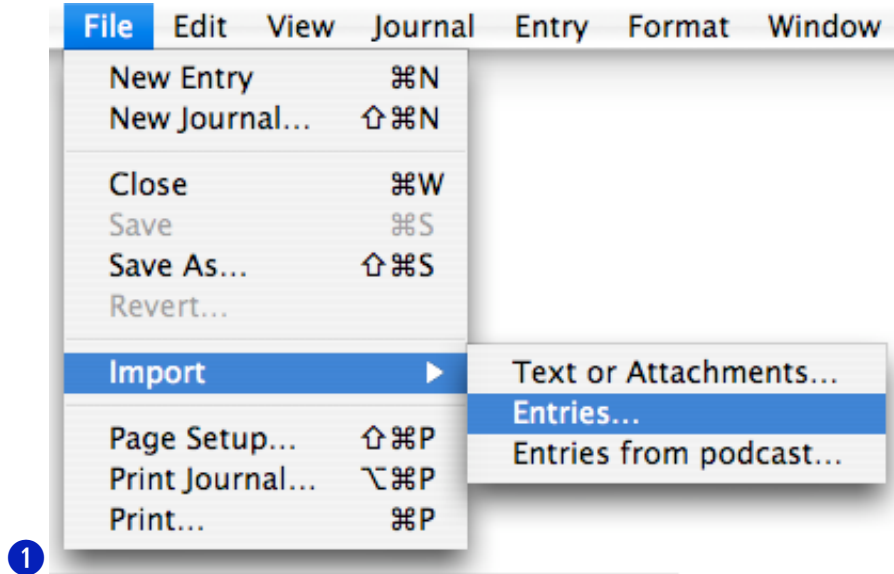 File Edit View Journal Entry Format Window
New Entry ⌘N
New Journal... ⇧⌘N
Close ⌘W
Save ⌘S
Save As... ⇧⌘S
Revert...
Import ▶
Text or Attachments...
Entries...
Entries from podcast...
Page Setup... ⇧⌘P
Print Journal... ⌥⌘P
Print... ⌘P
1